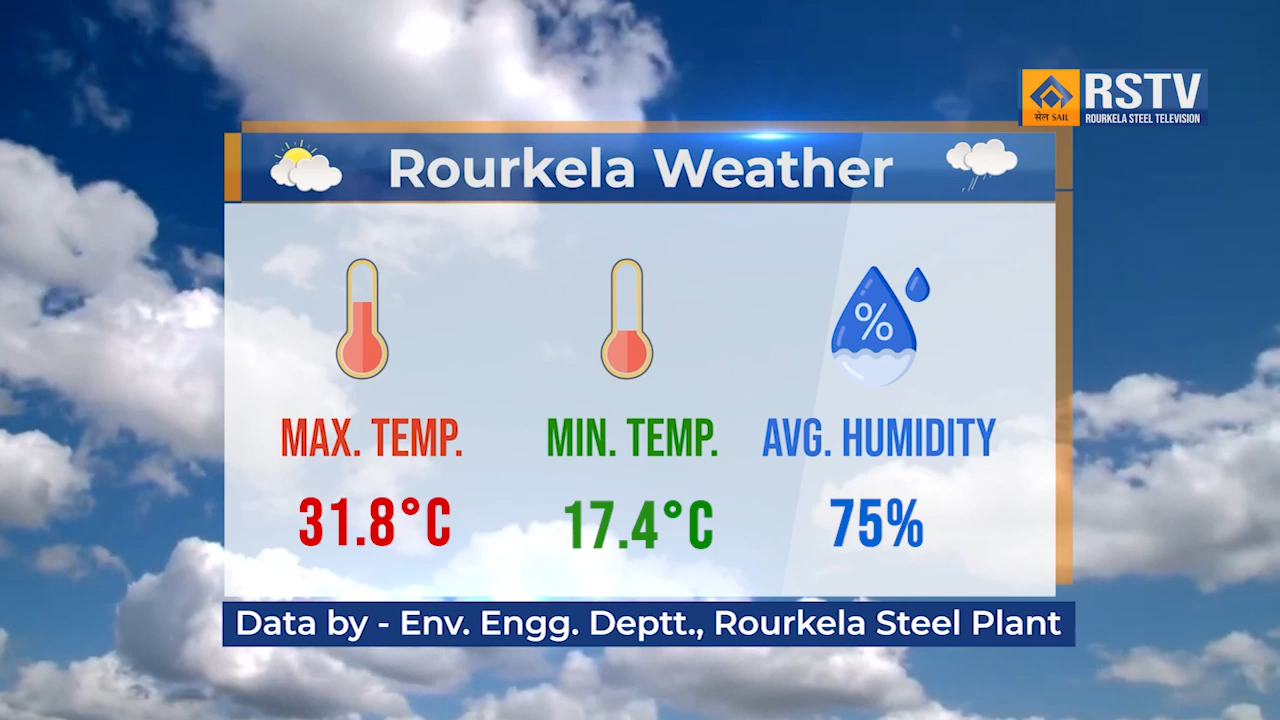 सेल SAIL
RSTV
ROURKELA STEEL TELEVISION
Rourkela Weather
%
MAX. TEMP.
MIN. TEMP.
AVG. HUMIDITY
31.8°C
17.4°C
75%
Data by - Env. Engg. Deptt., Rourkela Steel Plant